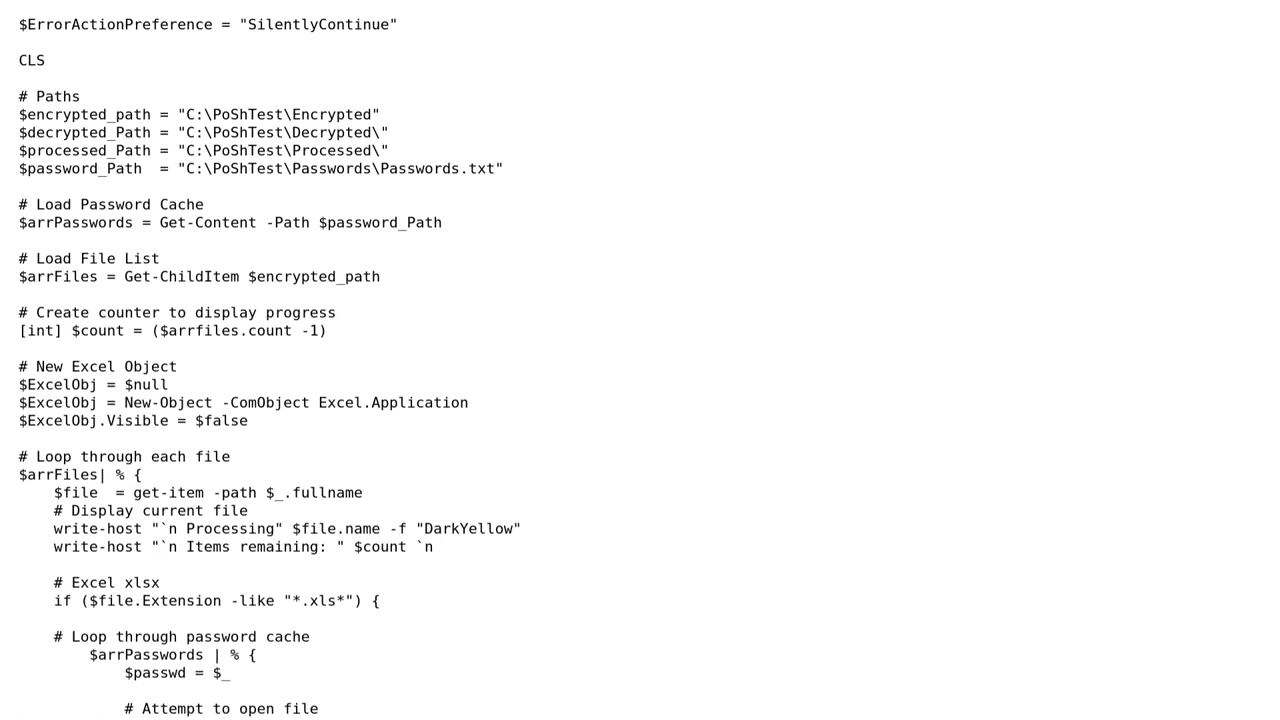 $ErrorActionPreference = "SilentlyContinue"
CLS
# Paths
$encrypted_path = "C:\PoShTest\Encrypted"
$decrypted_Path = "C:\PoShTest\Decrypted\"
$processed_Path = "C:\PoShTest\Processed\"
$password_Path  = "C:\PoShTest\Passwords\Passwords.txt"
# Load Password Cache
$arrPasswords = Get-Content -Path $password_Path
# Load File List
$arrFiles = Get-ChildItem $encrypted_path
# Create counter to display progress
[int] $count = ($arrfiles.count -1)
# New Excel Object
$ExcelObj = $null
$ExcelObj = New-Object -ComObject Excel.Application
$ExcelObj.Visible = $false
# Loop through each file
$arrFiles| % {
    $file  = get-item -path $_.fullname
    # Display current file
    write-host "`n Processing" $file.name -f "DarkYellow"
    write-host "`n Items remaining: " $count `n
    # Excel xlsx
    if ($file.Extension -like "*.xls*") {
    # Loop through password cache
        $arrPasswords | % {
            $passwd = $_
            # Attempt to open file